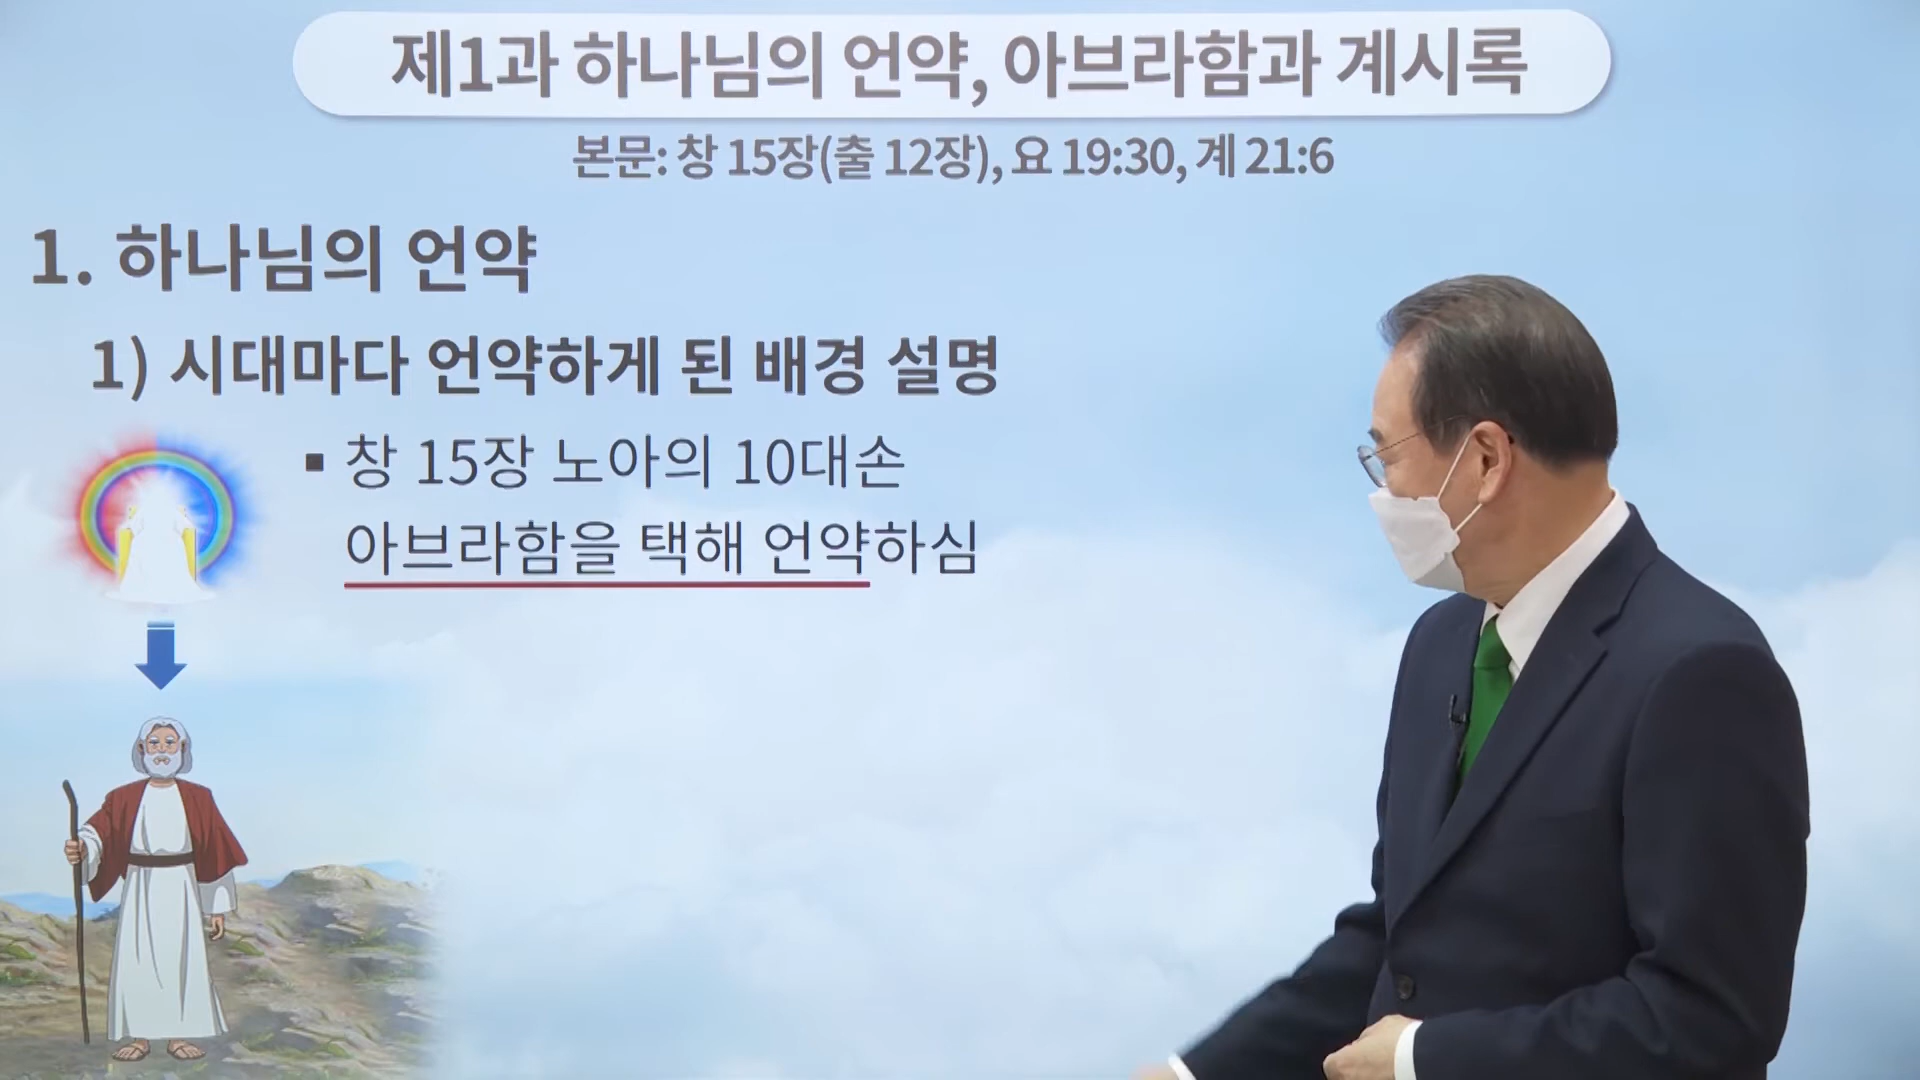 제1과 하나님의 언약, 아브라함과 계시록
본문: 창 15장(출 12장), 요 19:30, 계 21:6
1. 하나님의 언약
1) 시대마다 언약하게 된 배경 설명
▪ 창 15장 노아의 10대손
아브라함을 택해 언약하심